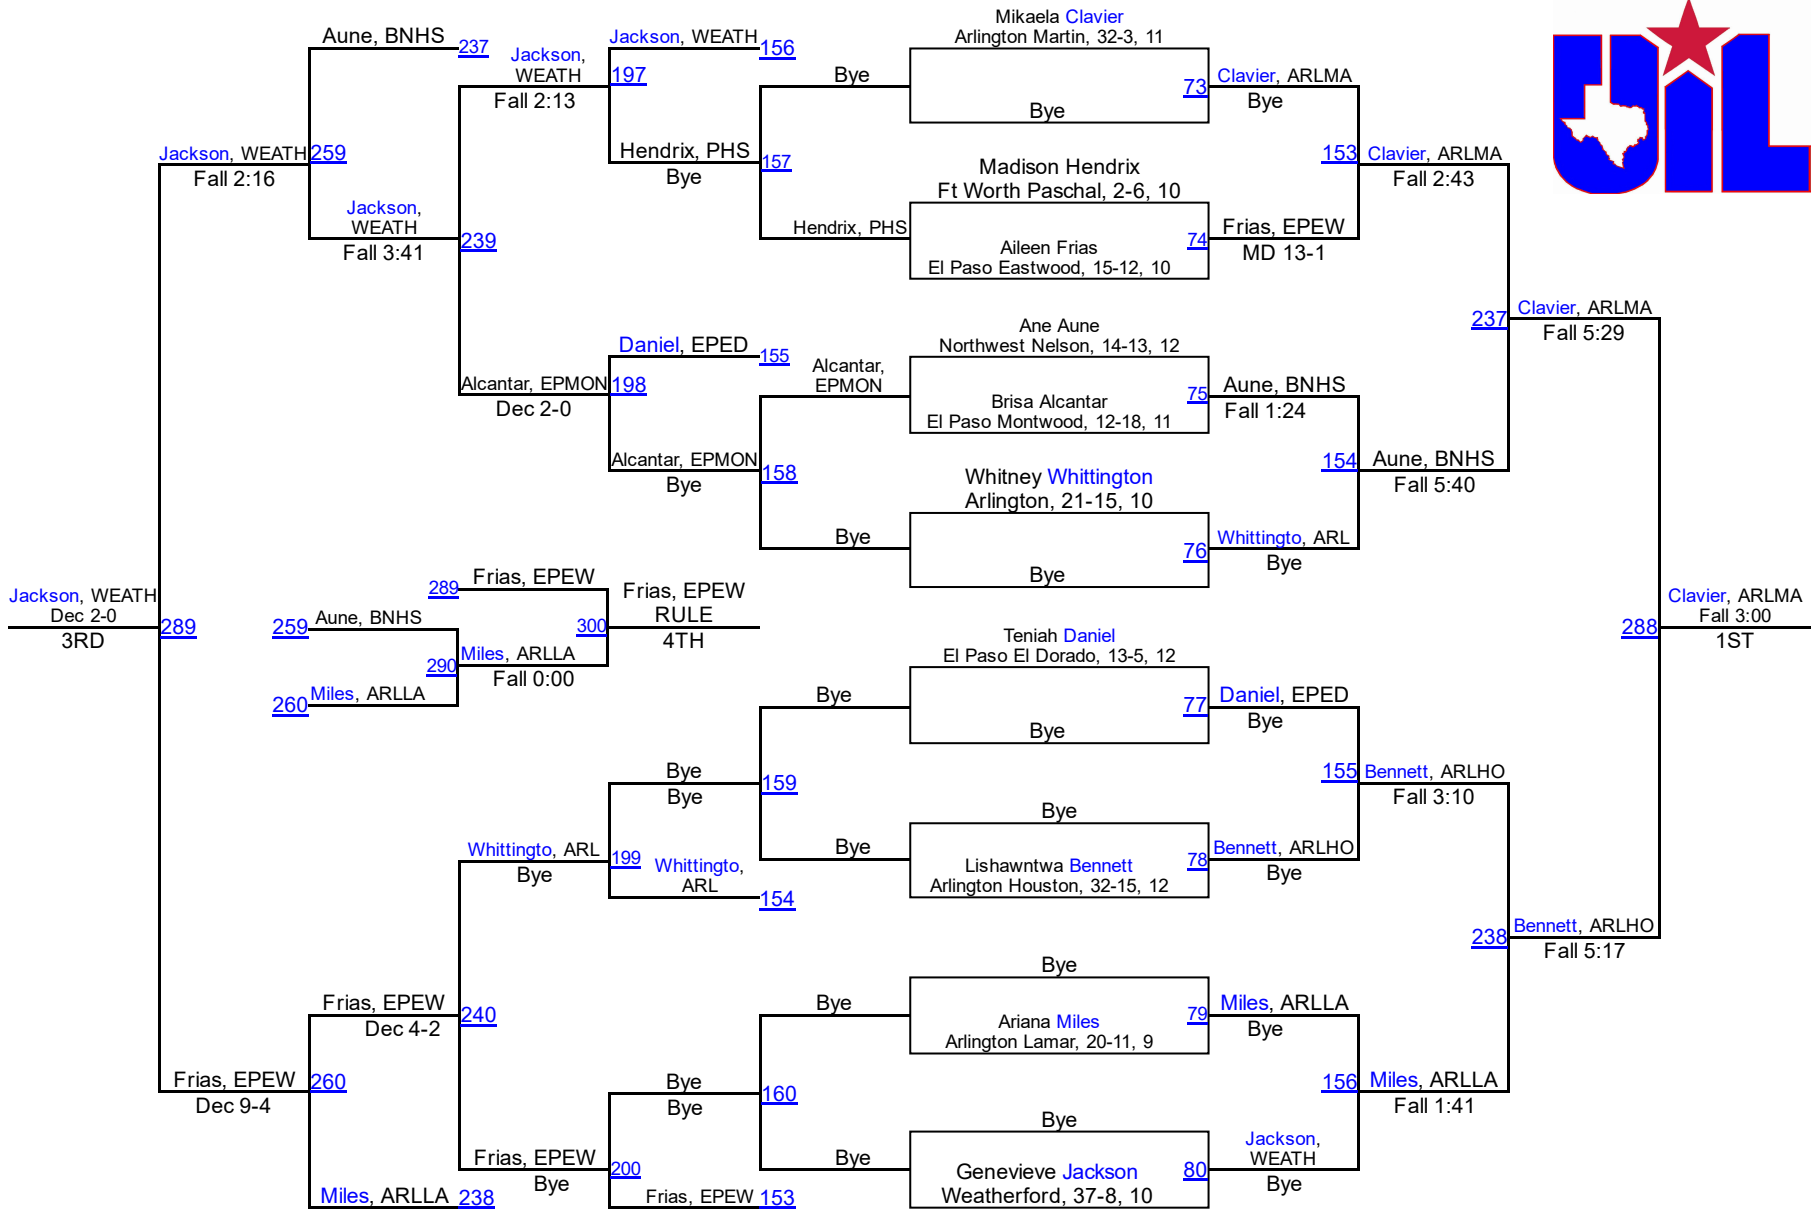 Mikaela Clavier
Arlington Martin, 32-3, 11
Aune, BNHS
237
Jackson,
WEATH
Fall 2:13
Jackson, WEATH
156
197
Bye
Bye
73
Clavier, ARLMA
Bye
UIL
Jackson, WEATH
Fall 2:16
259
Hendrix, PHS
Bye
157
Madison Hendrix
Ft Worth Paschal, 2-6, 10
153
Clavier, ARLMA
Fall 2:43
Jackson,
WEATH
Fall 3:41
239
Hendrix, PHS
Aileen Frias
El Paso Eastwood, 15-12, 10
74
Frias, EPEW
MD 13-1
237
Clavier, ARLMA
Fall 5:29
Ane Aune
Northwest Nelson, 14-13, 12
Daniel, EPED
155
Alcantar, EPMON
Dec 2-0
198
Alcantar,
EPMON
Brisa Alcantar
El Paso Montwood, 12-18, 11
75
Aune, BNHS
Fall 1:24
Alcantar, EPMON
Bye
158
Whitney Whittington
Arlington, 21-15, 10
154
Aune, BNHS
Fall 5:40
Bye
Bye
76
Whittingto, ARL
Bye
Jackson, WEATH
Dec 2-0
3RD
289
289
Frias, EPEW
259
Aune, BNHS
290
Miles, ARLLA
Fall 0:00
260
Miles, ARLLA
300
Frias, EPEW
RULE
4TH
288
Clavier, ARLMA
Fall 3:00
1ST
Teniah Daniel
El Paso El Dorado, 13-5, 12
Bye
Bye
77
Daniel, EPED
Bye
Bye
Bye
159
155
Bennett, ARLHO
Fall 3:10
Bye
Bye
Lishawntwa Bennett
Arlington Houston, 32-15, 12
78
Bennett, ARLHO
Bye
Whittingto, ARL
Bye
199
Whittingto,
ARL
154
238
Bennett, ARLHO
Fall 5:17
Bye
Bye
Ariana Miles
Arlington Lamar, 20-11, 9
79
Miles, ARLLA
Bye
Frias, EPEW
Dec 4-2
240
Frias, EPEW
Dec 9-4
260
Bye
Bye
160
156
Miles, ARLLA
Fall 1:41
Bye
Bye
Genevieve Jackson
Weatherford, 37-8, 10
80
Jackson,
WEATH
Bye
Frias, EPEW
Bye
200
Miles, ARLLA
238
Frias, EPEW
153